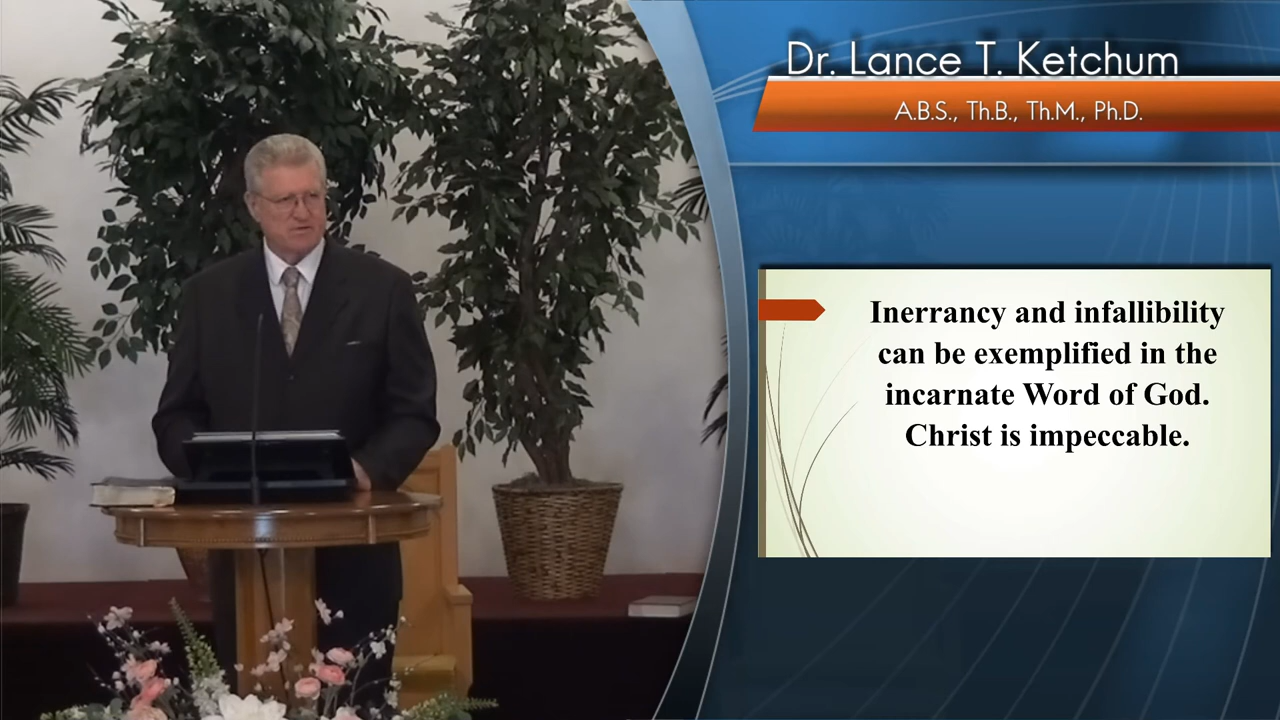 Dr. Lance T. Ketchum
A.B.S., Th.B., Th.M., Ph.D.
Inerrancy and infallibility
can be exemplified in the
incarnate Word of God.
Christ is impeccable.